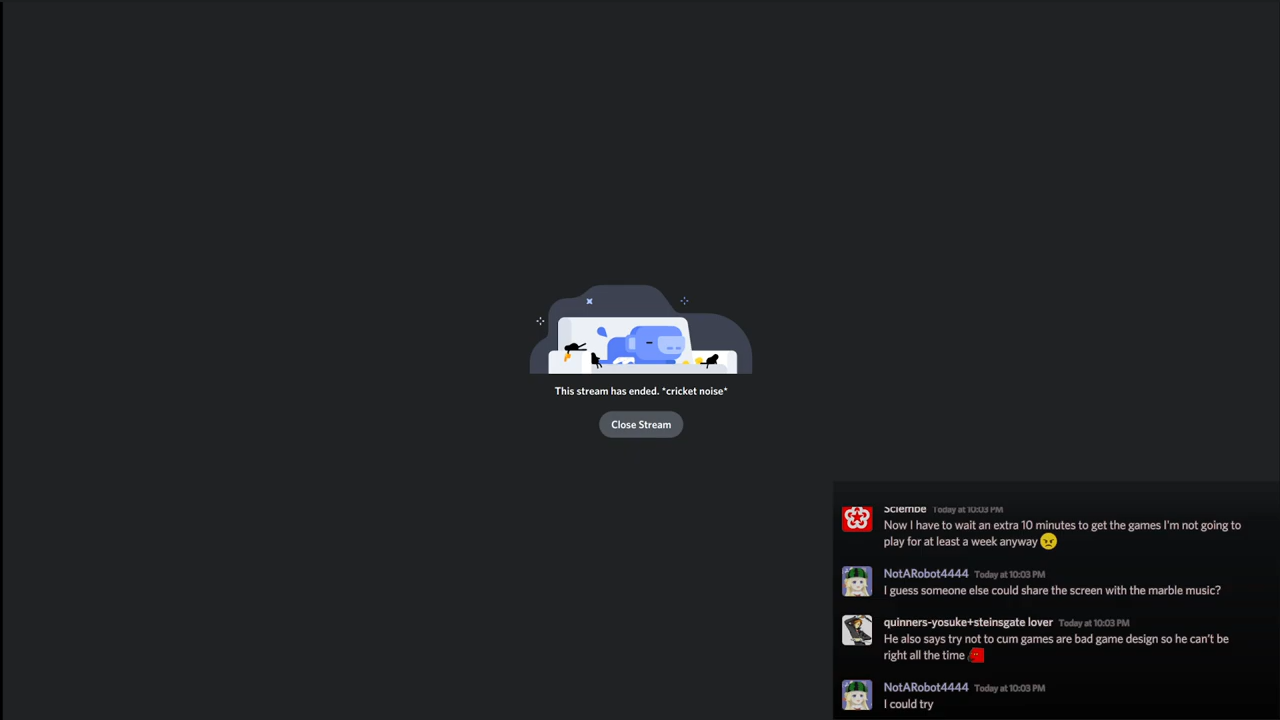 This stream has ended. *cricket noise*
Close Stream
Sclembe Today at 10:03 PM
Now I have to wait an extra 10 minutes to get the games I'm not going to
play for at least a week anyway
NotARobot4444 Today at 10:03 PM
I guess someone else could share the screen with the marble music?
quinners-yosuke+steinsgate lover Today at 10:03 PM
He also says try not to cum games are bad game design so he can't be
right all the time
NotARobot4444 Today at 10:03 PM
I could try